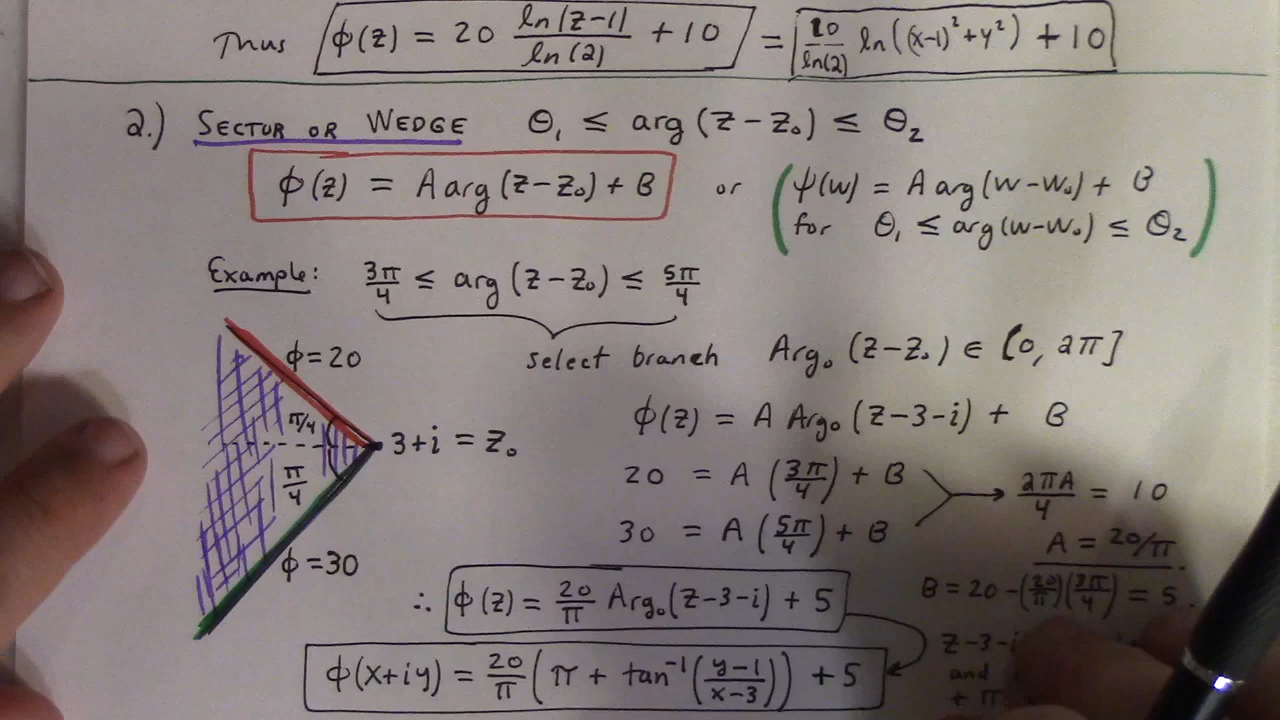 Thus φ(z) = 20 ln|z-1|/ln(2) + 10 = 10/ln(2) ln((x-1)²+y²) + 10
2.) SECTOR OR WEDGE θ₁ ≤ arg(z-z₀) ≤ θ₂
φ(z) = A arg(z-z₀) + B or (ψ(w) = A arg(w-w₀) + B
for θ₁ ≤ arg(w-w₀) ≤ θ₂)
Example: 3π/4 ≤ arg(z-z₀) ≤ 5π/4
select branch Arg₀(z-z₀) ∈ [0, 2π]
φ=20
π/4
3+i = z₀
π/4
φ=30
φ(z) = A Arg₀(z-3-i) + B
20 = A(3π/4) + B
30 = A(5π/4) + B
→ 2πA/4 = 10
A = 20/π.
B = 20-(20/π)(3π/4) = 5.
∴ φ(z) = 20/π Arg₀(z-3-i) + 5
φ(x+iy) = 20/π(π + tan⁻¹((y-1)/(x-3))) + 5
z-3-i
and
+ π